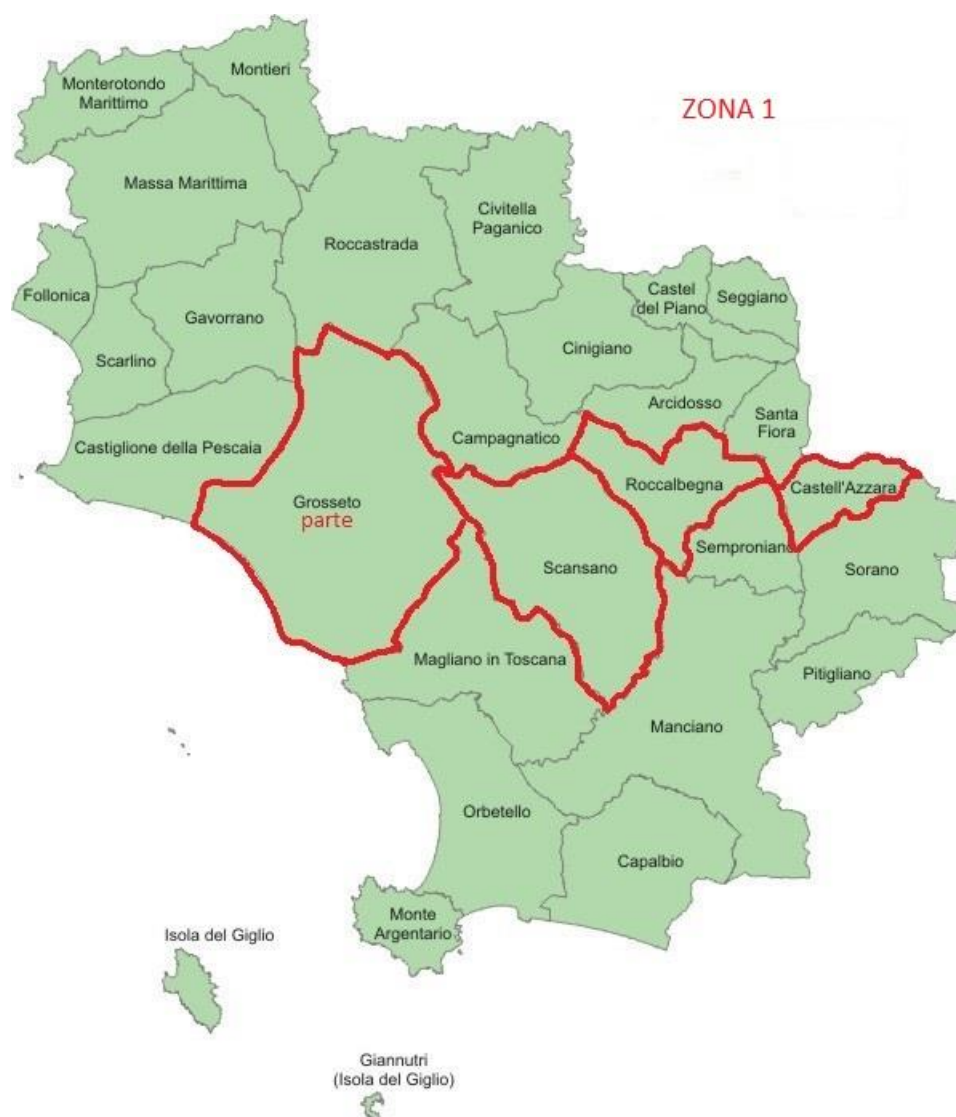 Montieri
Monterotondo
Marittimo
ZONA 1
Massa Marittima
Civitella
Paganico
Roccastrada
Follonica
Castel
del Piano
Seggiano
Gavorrano
Scarlino
Cinigiano
Arcidosso
Santa
Fiora
Castiglione della Pescaia
Campagnatico
Roccalbegna
Castell'Azzara
Grosseto
parte
Semproniano
Scansano
Sorano
Magliano in Toscana
Pitigliano
Manciano
Orbetello
Capalbio
Monte
Argentario
Isola del Giglio
Giannutri
(Isola del Giglio)